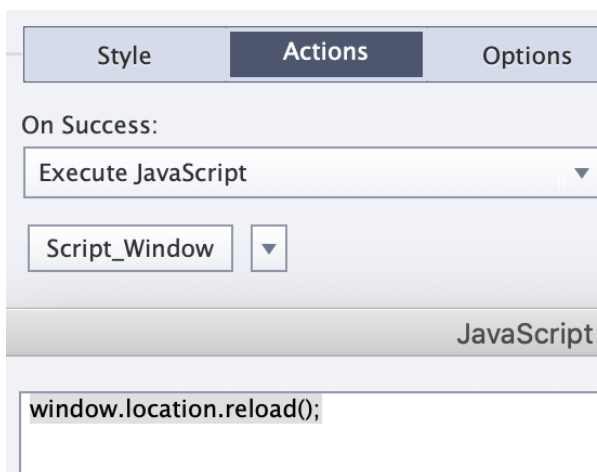 Style Actions Options
On Success:
Execute JavaScript
Script_Window
JavaScript
window.location.reload();